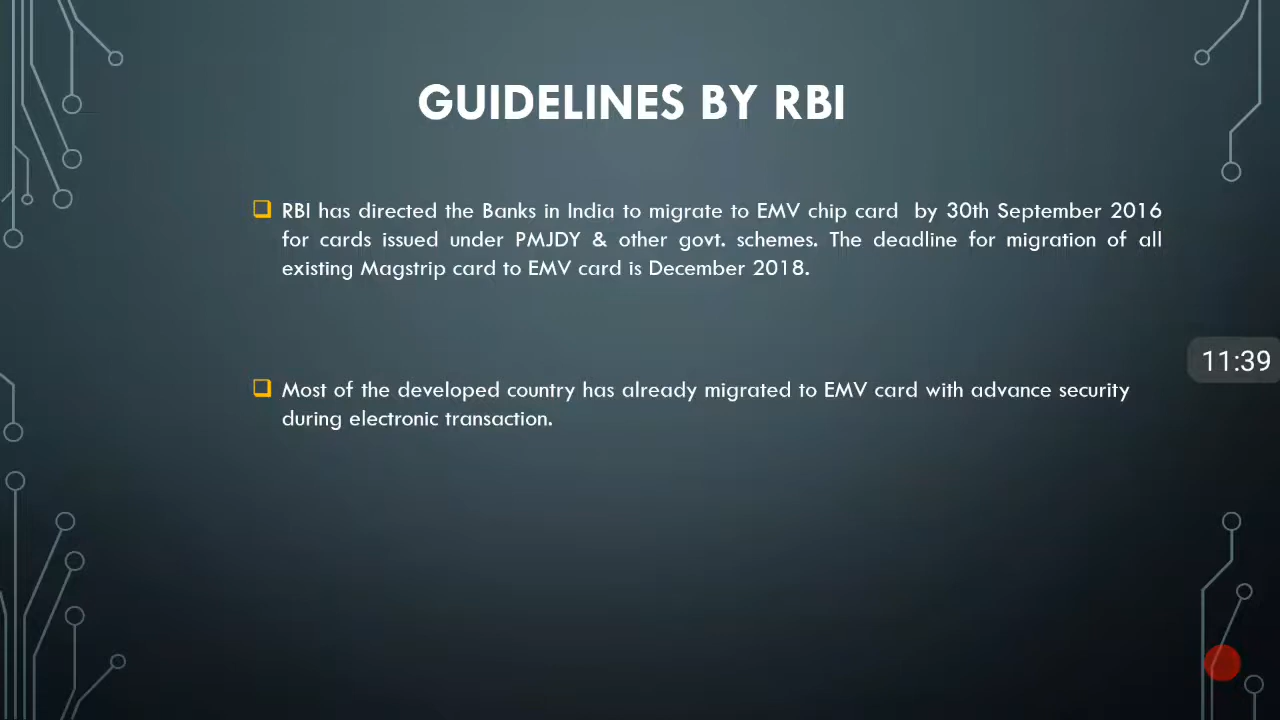 GUIDELINES BY RBI
RBI has directed the Banks in India to migrate to EMV chip card by 30th September 2016
for cards issued under PMJDY & other govt. schemes. The deadline for migration of all
existing Magstrip card to EMV card is December 2018.
11:39
Most of the developed country has already migrated to EMV card with advance security
during electronic transaction.